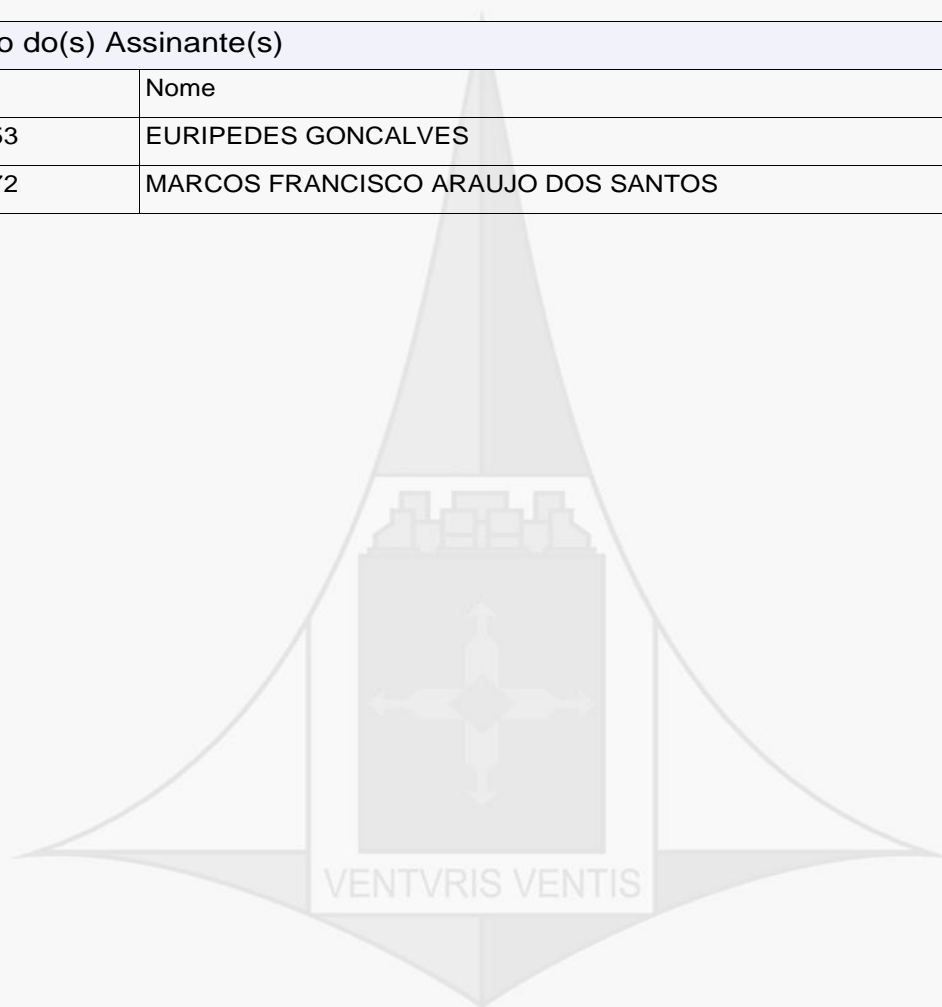 o do(s) Assinante(s)
Nome
53 EURIPEDES GONCALVES
72 MARCOS FRANCISCO ARAUJO DOS SANTOS
VENTVRIS VENTIS